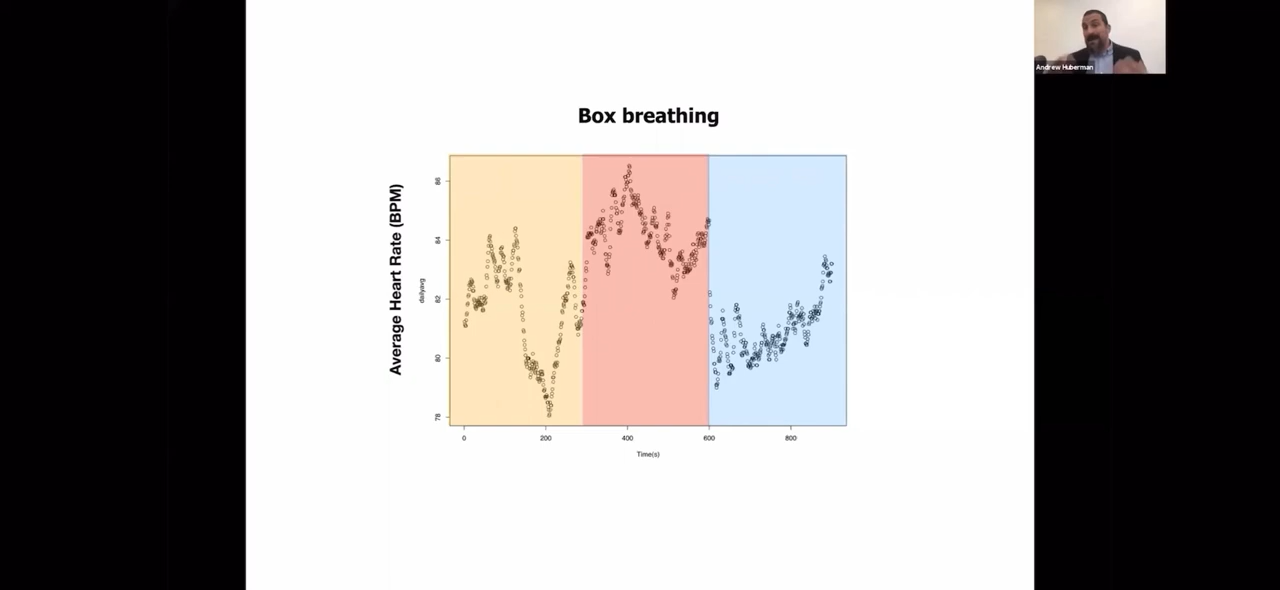 Andrew Huberman
Box breathing
Average Heart Rate (BPM)
dailyavg
86
84
82
80
78
0 200 400 600 800
Time(s)